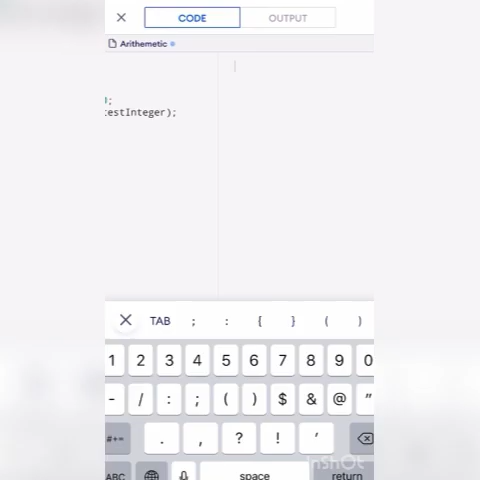 CODE OUTPUT
Arithemetic
;
estInteger);
TAB ; : { } ( )
1 2 3 4 5 6 7 8 9 0
- / : ; ( ) $ & @ "
#+= . , ? ! '
ABC space return
InShOt